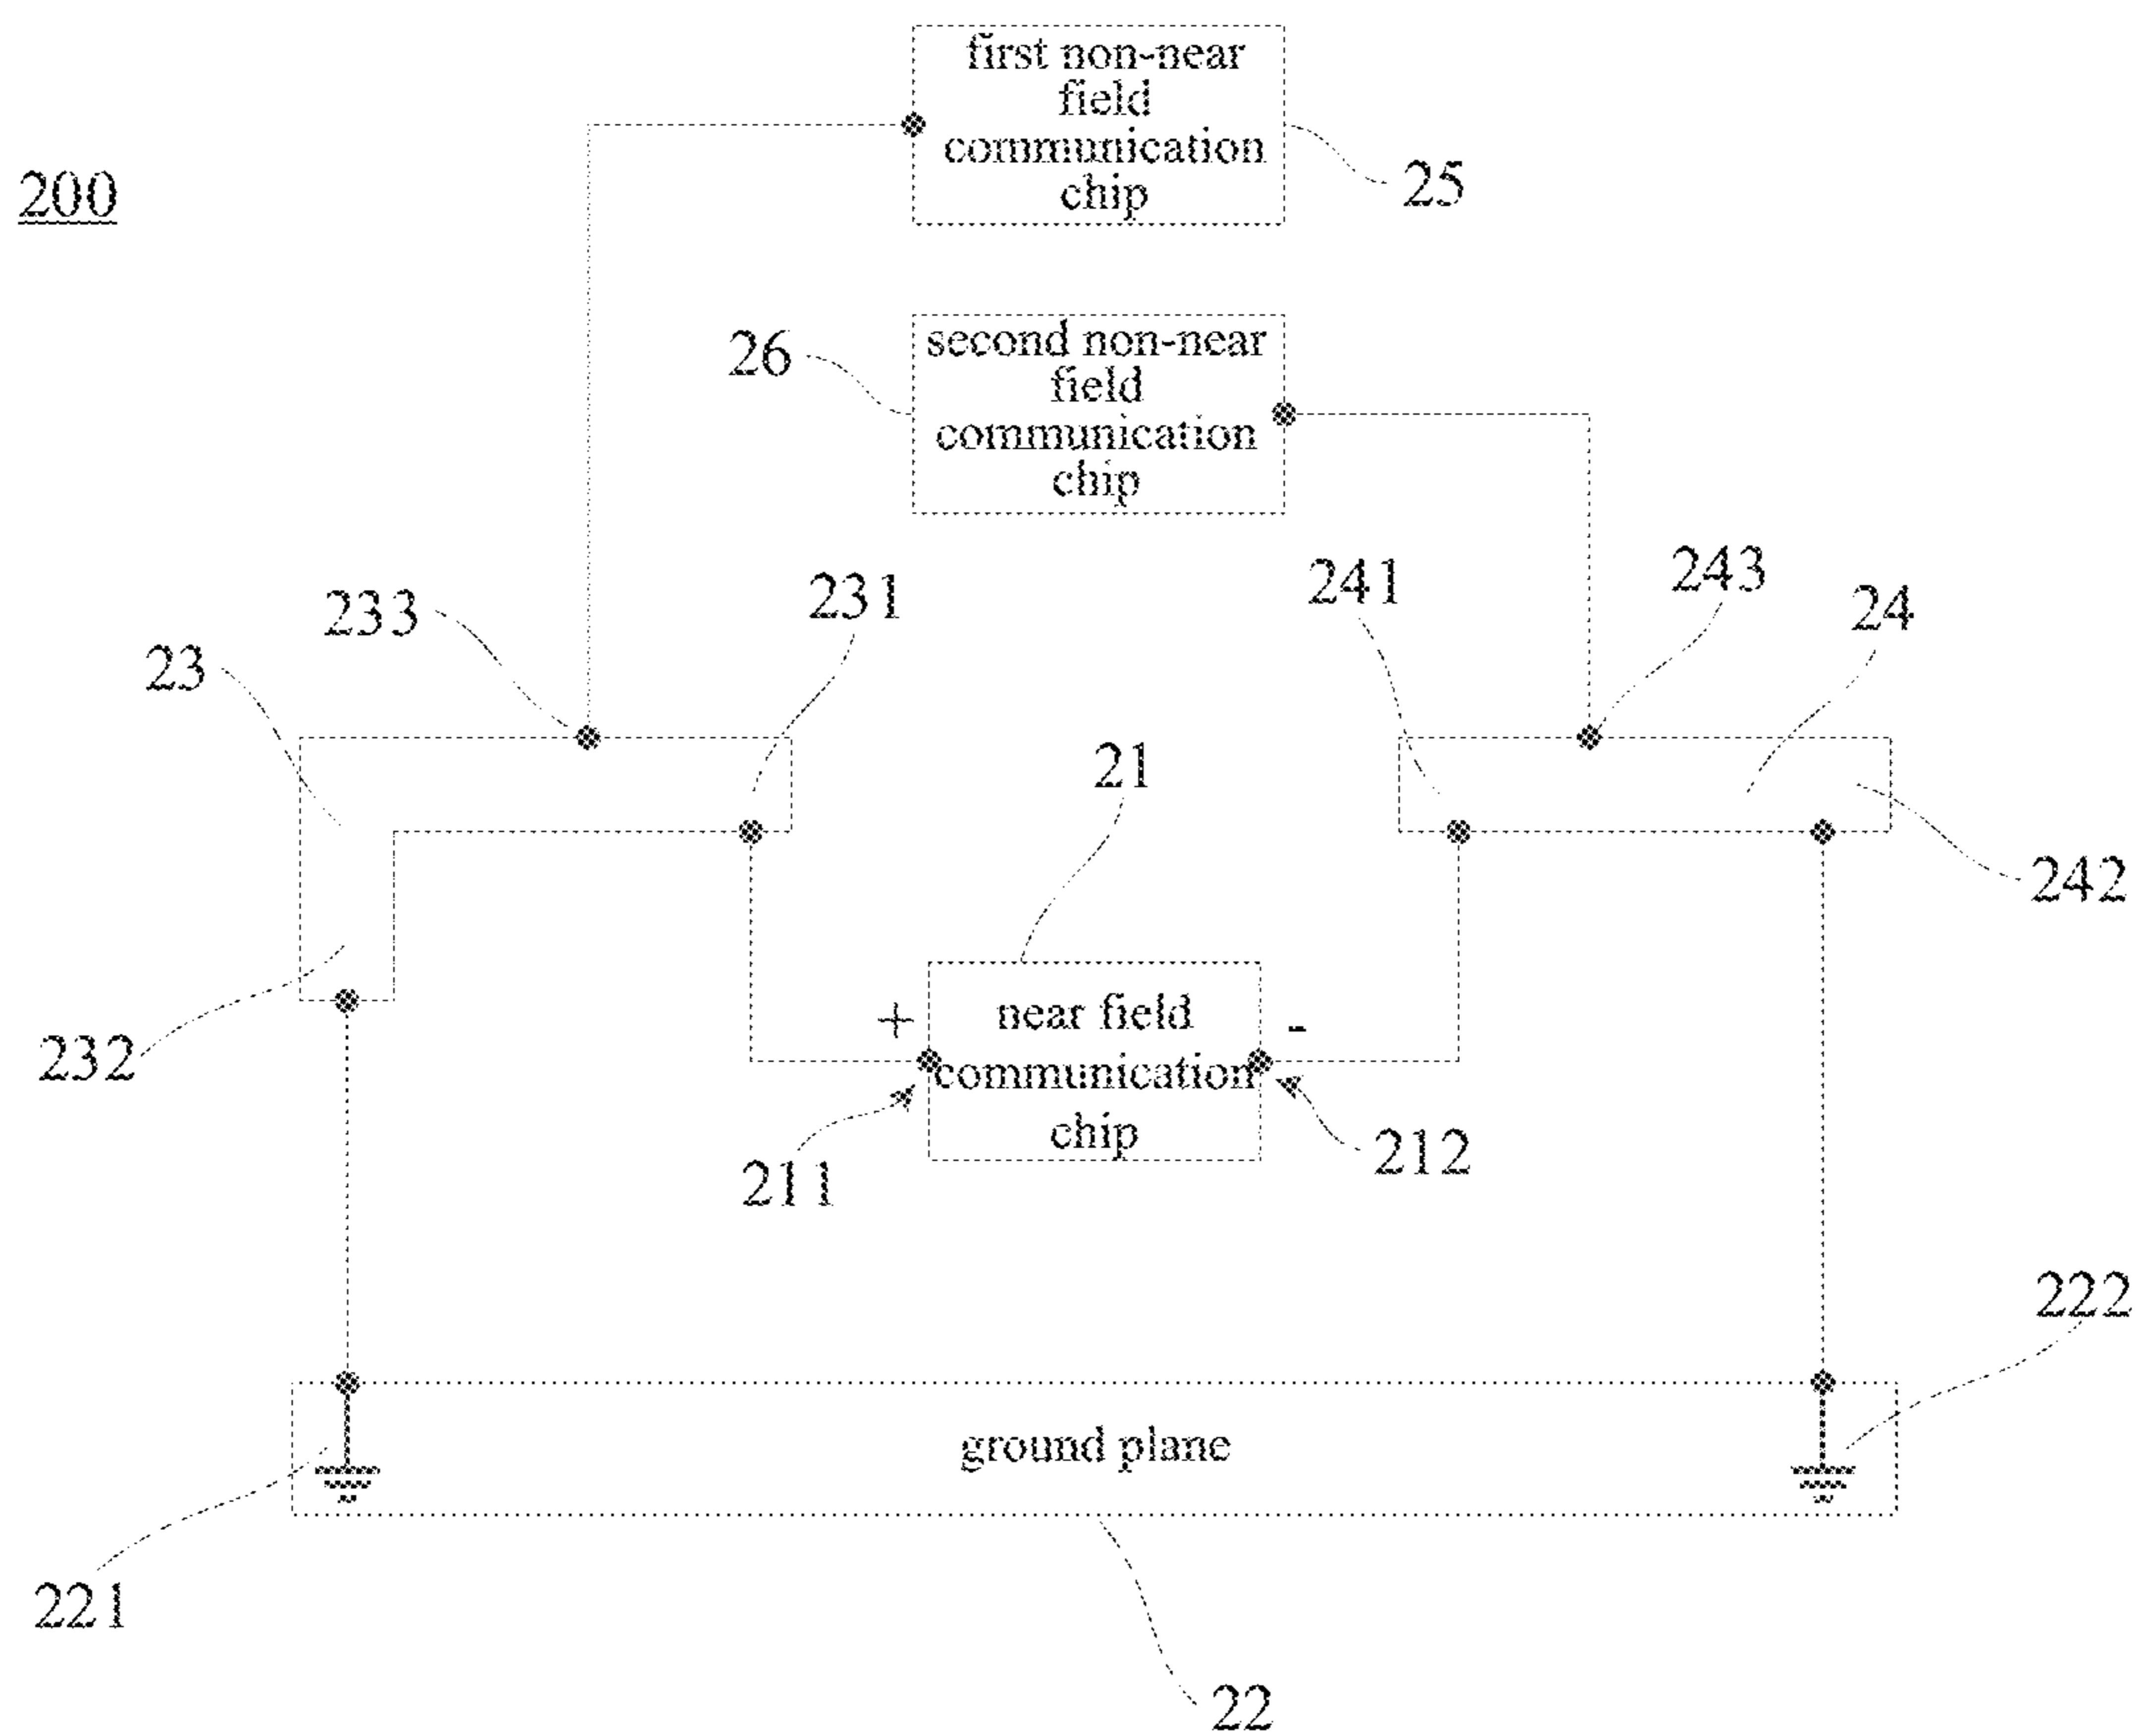 first non-near
field
communication
chip
25
200
26
second non-near
field
communication
chip
233
231
241
243
24
23
21
242
232
+
near field
communication
chip
-
211
212
222
ground plane
221
22